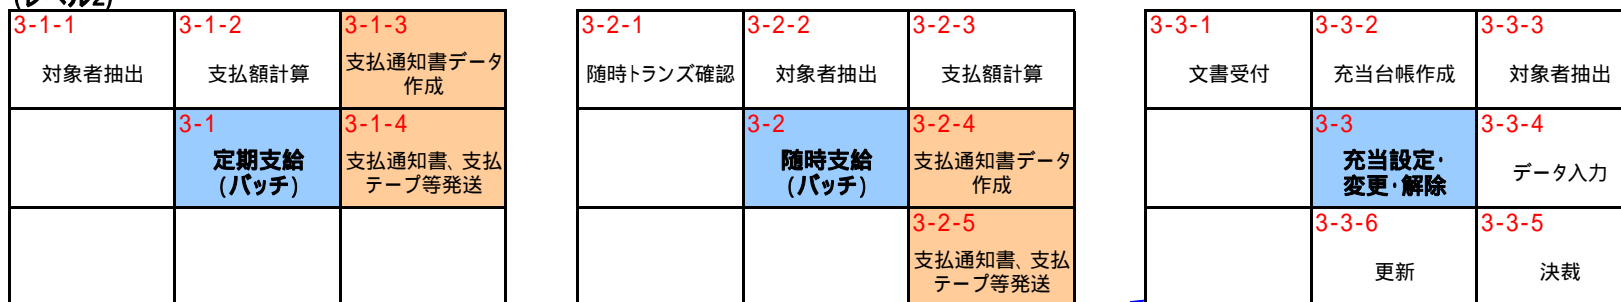 (レベル2)
3-1-1
対象者抽出
3-1-2
支払額計算
3-1-3
支払通知書データ
作成
3-1
定期支給
(バッチ)
3-1-4
支払通知書、支払
テープ等発送
3-2-1
随時トランズ確認
3-2-2
対象者抽出
3-2-3
支払額計算
3-2
随時支給
(バッチ)
3-2-4
支払通知書データ
作成
3-2-5
支払通知書、支払
テープ等発送
3-3-1
文書受付
3-3-2
充当台帳作成
3-3-3
対象者抽出
3-3
充当設定・
変更・解除
3-3-4
データ入力
3-3-6
更新
3-3-5
決裁